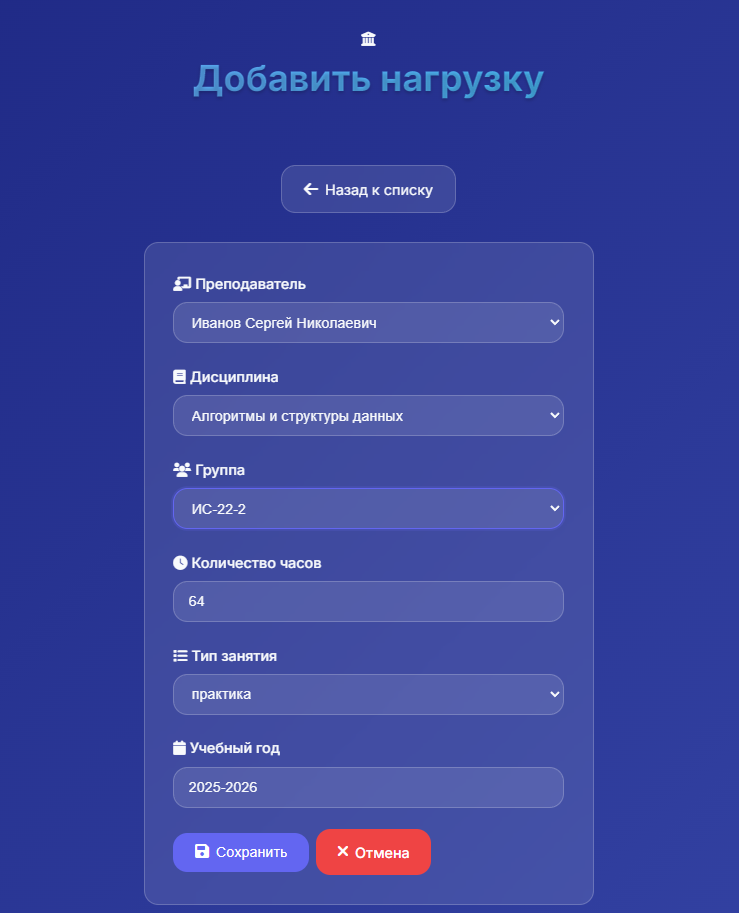 Добавить нагрузку
Назад к списку
Преподаватель
Иванов Сергей Николаевич
Дисциплина
Алгоритмы и структуры данных
Группа
ИС-22-2
Количество часов
64
Тип занятия
практика
Учебный год
2025-2026
Сохранить
Отмена